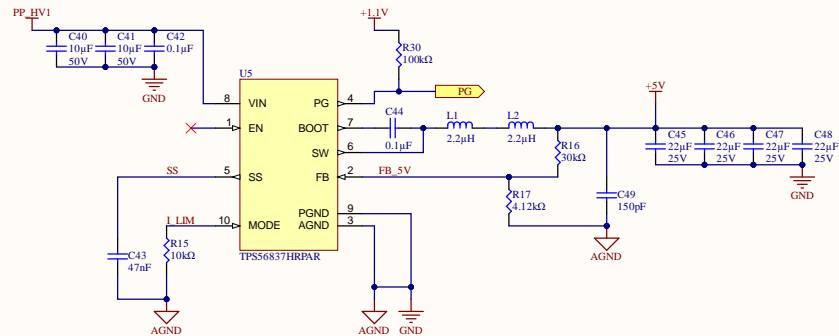 PP_HV1
+1.1V
C40
10µF
50V
C41
10µF
50V
C42
0.1µF
GND
R30
100kΩ
PG
U5
8 VIN
PG 4
1 EN
BOOT 7
SW 6
5 SS
FB 2
PGND 9
AGND 3
10 MODE
TPS56837HRPAR
C44
0.1µF
L1
2.2µH
L2
2.2µH
+5V
R16
30kΩ
C45
22µF
25V
C46
22µF
25V
C47
22µF
25V
C48
22µF
25V
GND
SS
FB_5V
R17
4.12kΩ
C49
150pF
AGND
I_LIM
R15
10kΩ
C43
47nF
AGND
AGND
GND